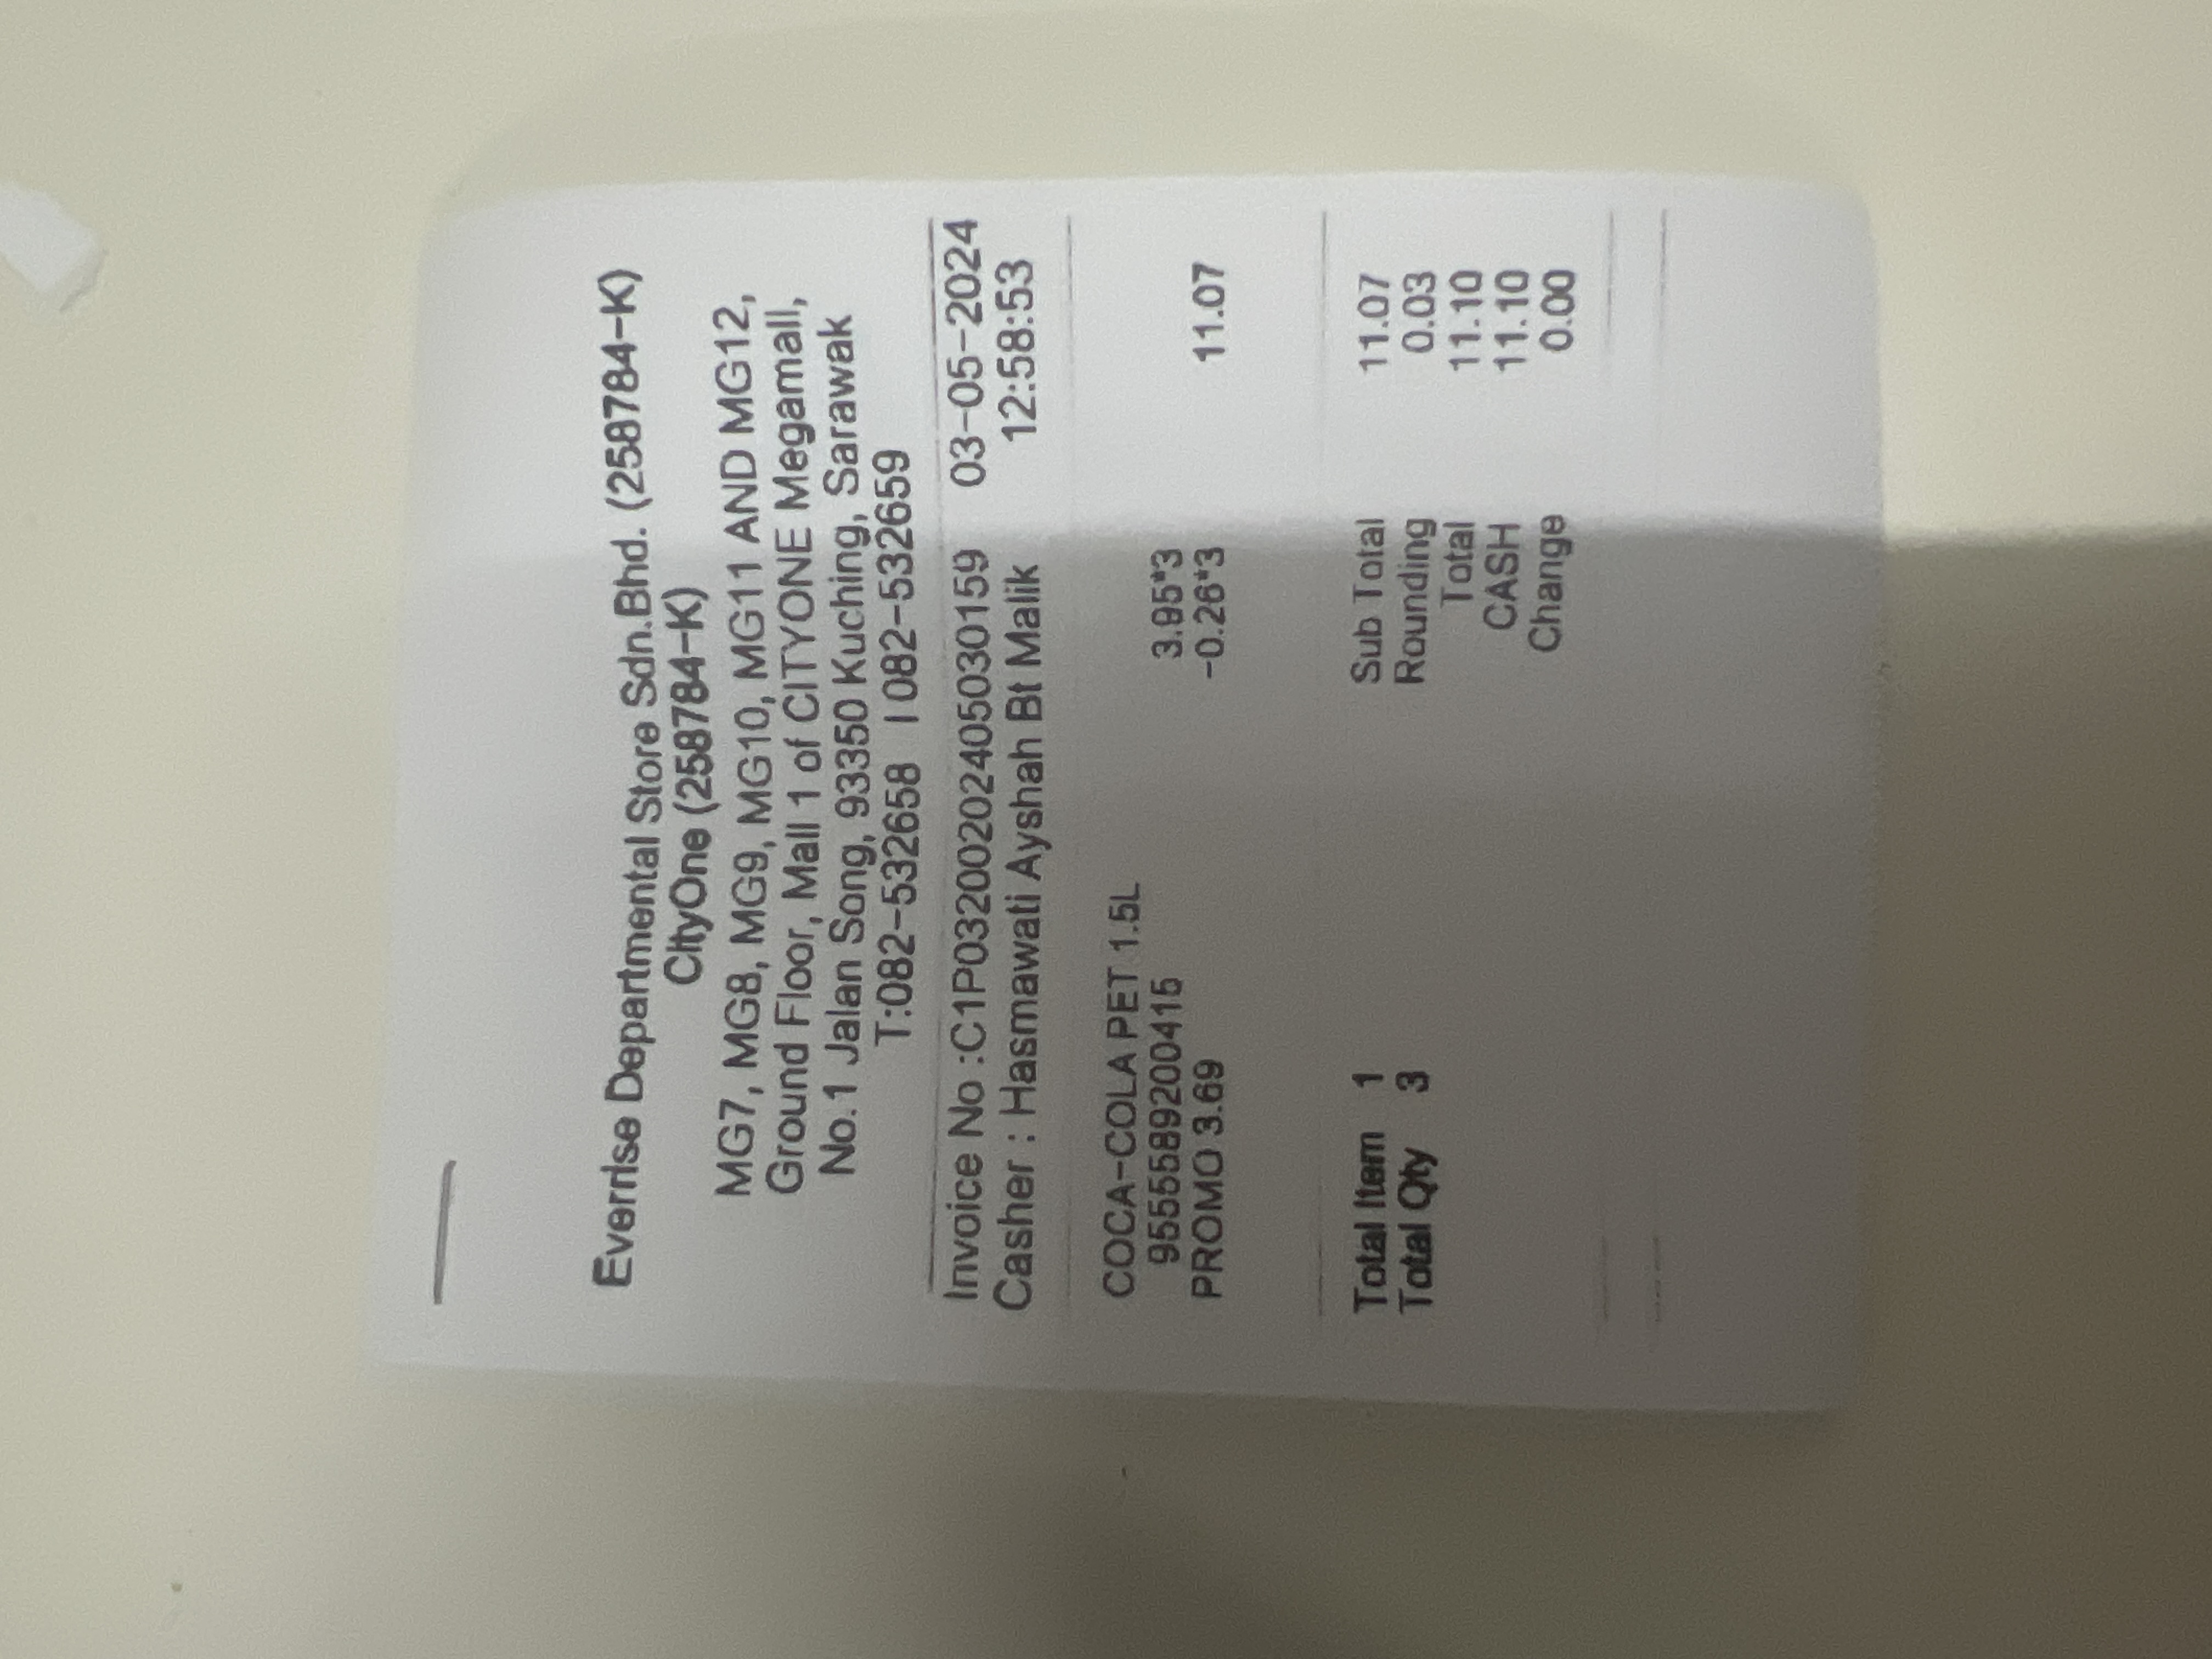 Everrise Departmental Store Sdn.Bhd. (258784-K)
CityOne (258784-K)
MG7, MG8, MG9, MG10, MG11 AND MG12,
Ground Floor, Mall 1 of CITYONE Megamall,
No.1 Jalan Song, 93350 Kuching, Sarawak
T:082-532658 | 082-532659
Invoice No :C1P03200202405030159 03-05-2024
Casher : Hasmawati Ayshah Bt Malik 12:58:53
COCA-COLA PET 1.5L
9555589200415 3.95*3
PROMO 3.69 -0.26*3 11.07
Total Item 1 Sub Total 11.07
Total Qty 3 Rounding 0.03
Total 11.10
CASH 11.10
Change 0.00